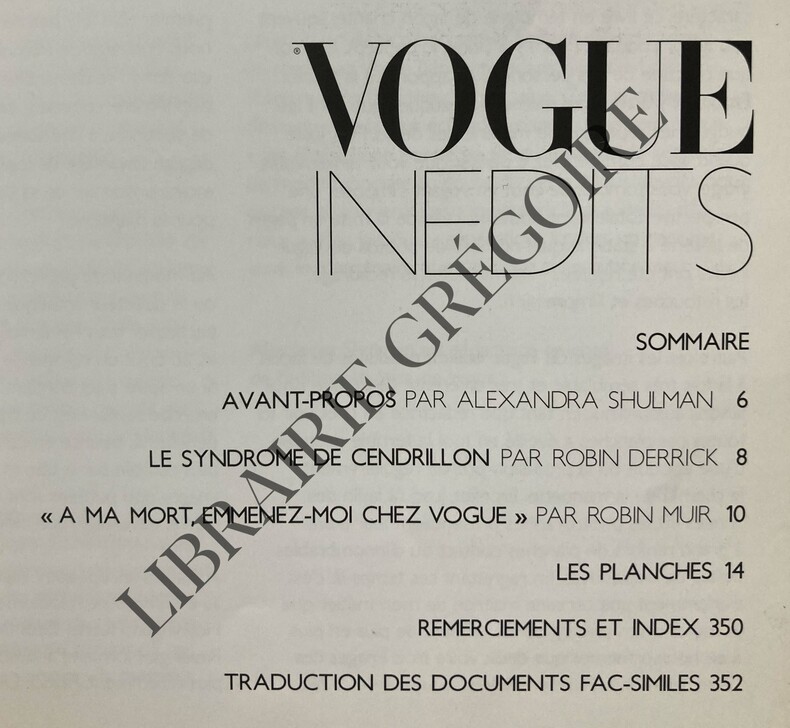 VOGUE
®
INÉDITS
SOMMAIRE
AVANT-PROPOS PAR ALEXANDRA SHULMAN 6
LE SYNDROME DE CENDRILLON PAR ROBIN DERRICK 8
« A MA MORT, EMMENEZ-MOI CHEZ VOGUE » PAR ROBIN MUIR 10
LES PLANCHES 14
REMERCIEMENTS ET INDEX 350
TRADUCTION DES DOCUMENTS FAC-SIMILES 352
LIBRAIRIE GRÉGOIRE